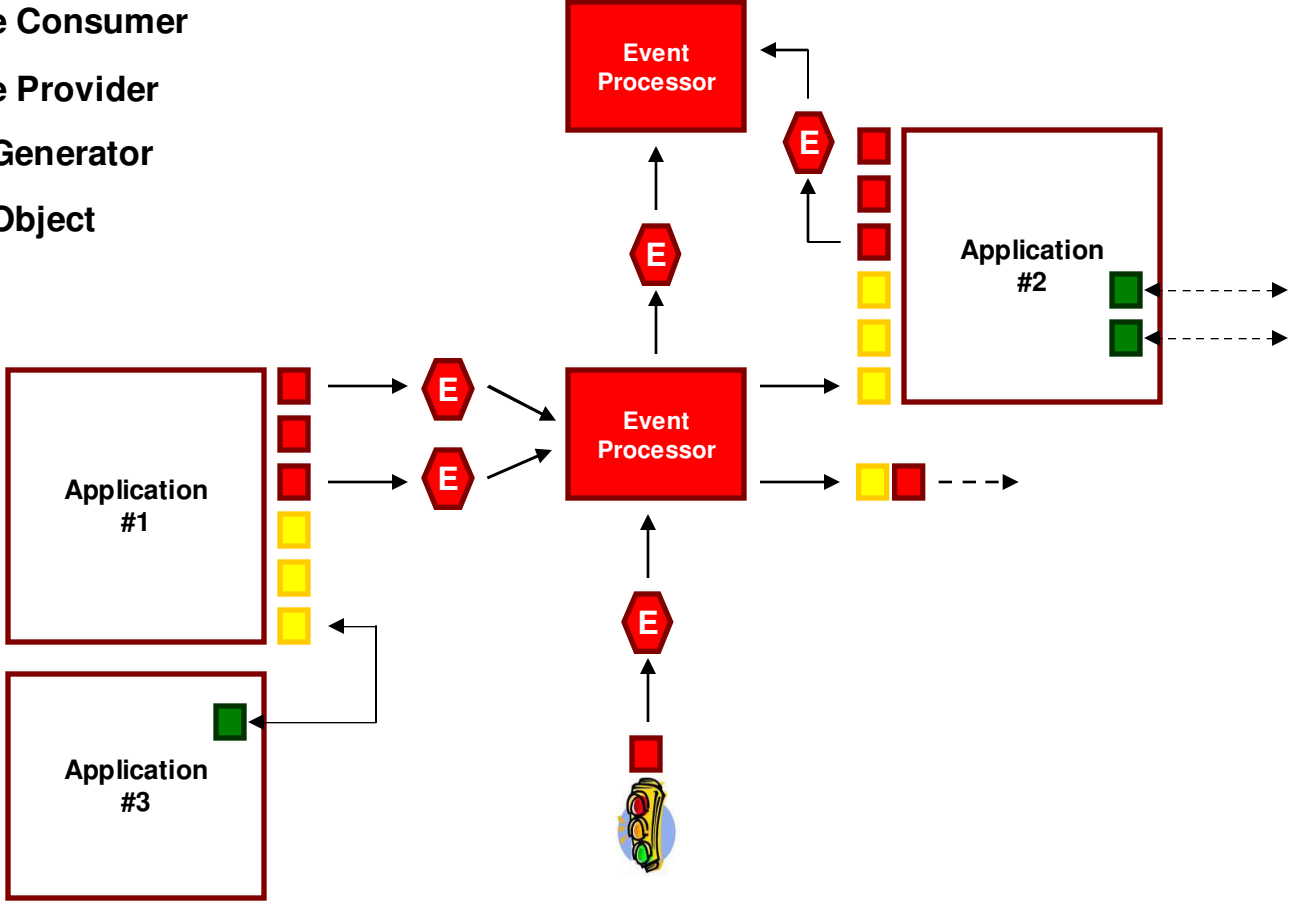 e Consumer
e Provider
Generator
Object
Event
Processor
E
E
Application
#2
E
E
Event
Processor
E
Application
#1
E
Application
#3